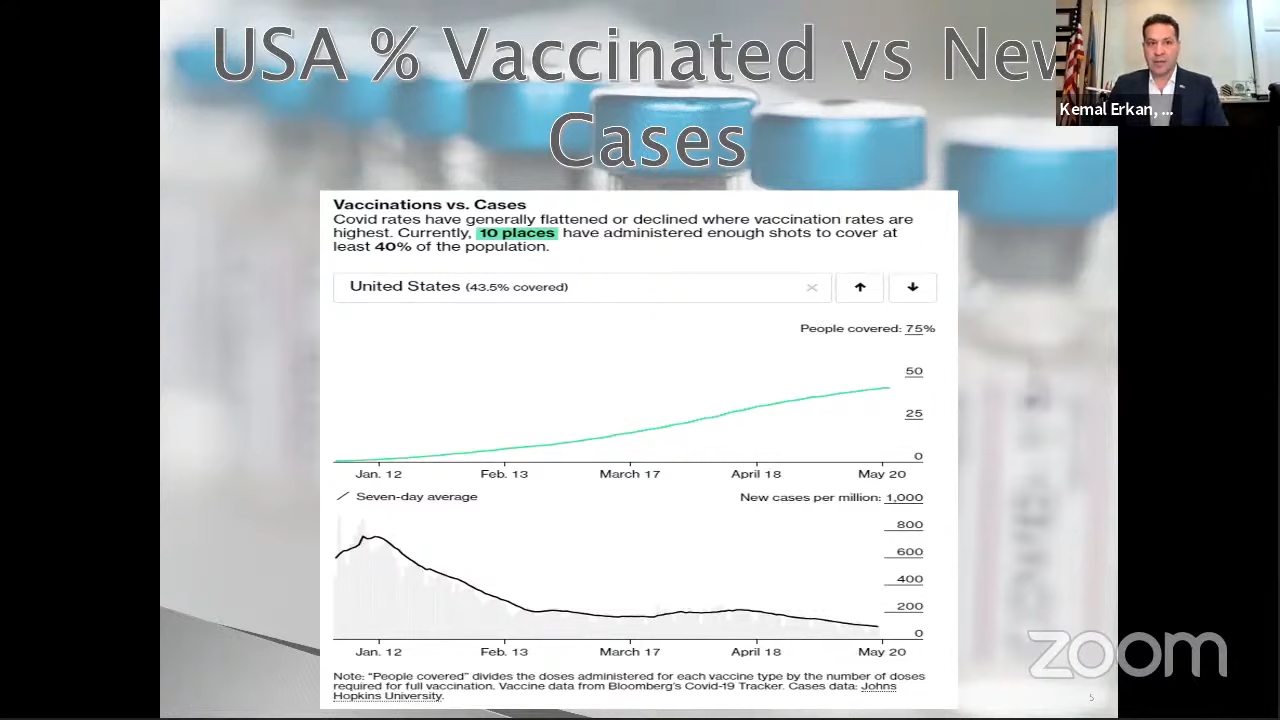 USA % Vaccinated vs New
Cases
Kemal Erkan, ...
Vaccinations vs. Cases
Covid rates have generally flattened or declined where vaccination rates are
highest. Currently, 10 places have administered enough shots to cover at
least 40% of the population.
United States (43.5% covered) × ↑ ↓
People covered: 75%
50
25
0
Jan. 12 Feb. 13 March 17 April 18 May 20
Seven-day average New cases per million: 1,000
800
600
400
200
0
Jan. 12 Feb. 13 March 17 April 18 May 20
Note: "People covered" divides the doses administered for each vaccine type by the number of doses
required for full vaccination. Vaccine data from Bloomberg's Covid-19 Tracker. Cases data: Johns
Hopkins University.
zoom
5